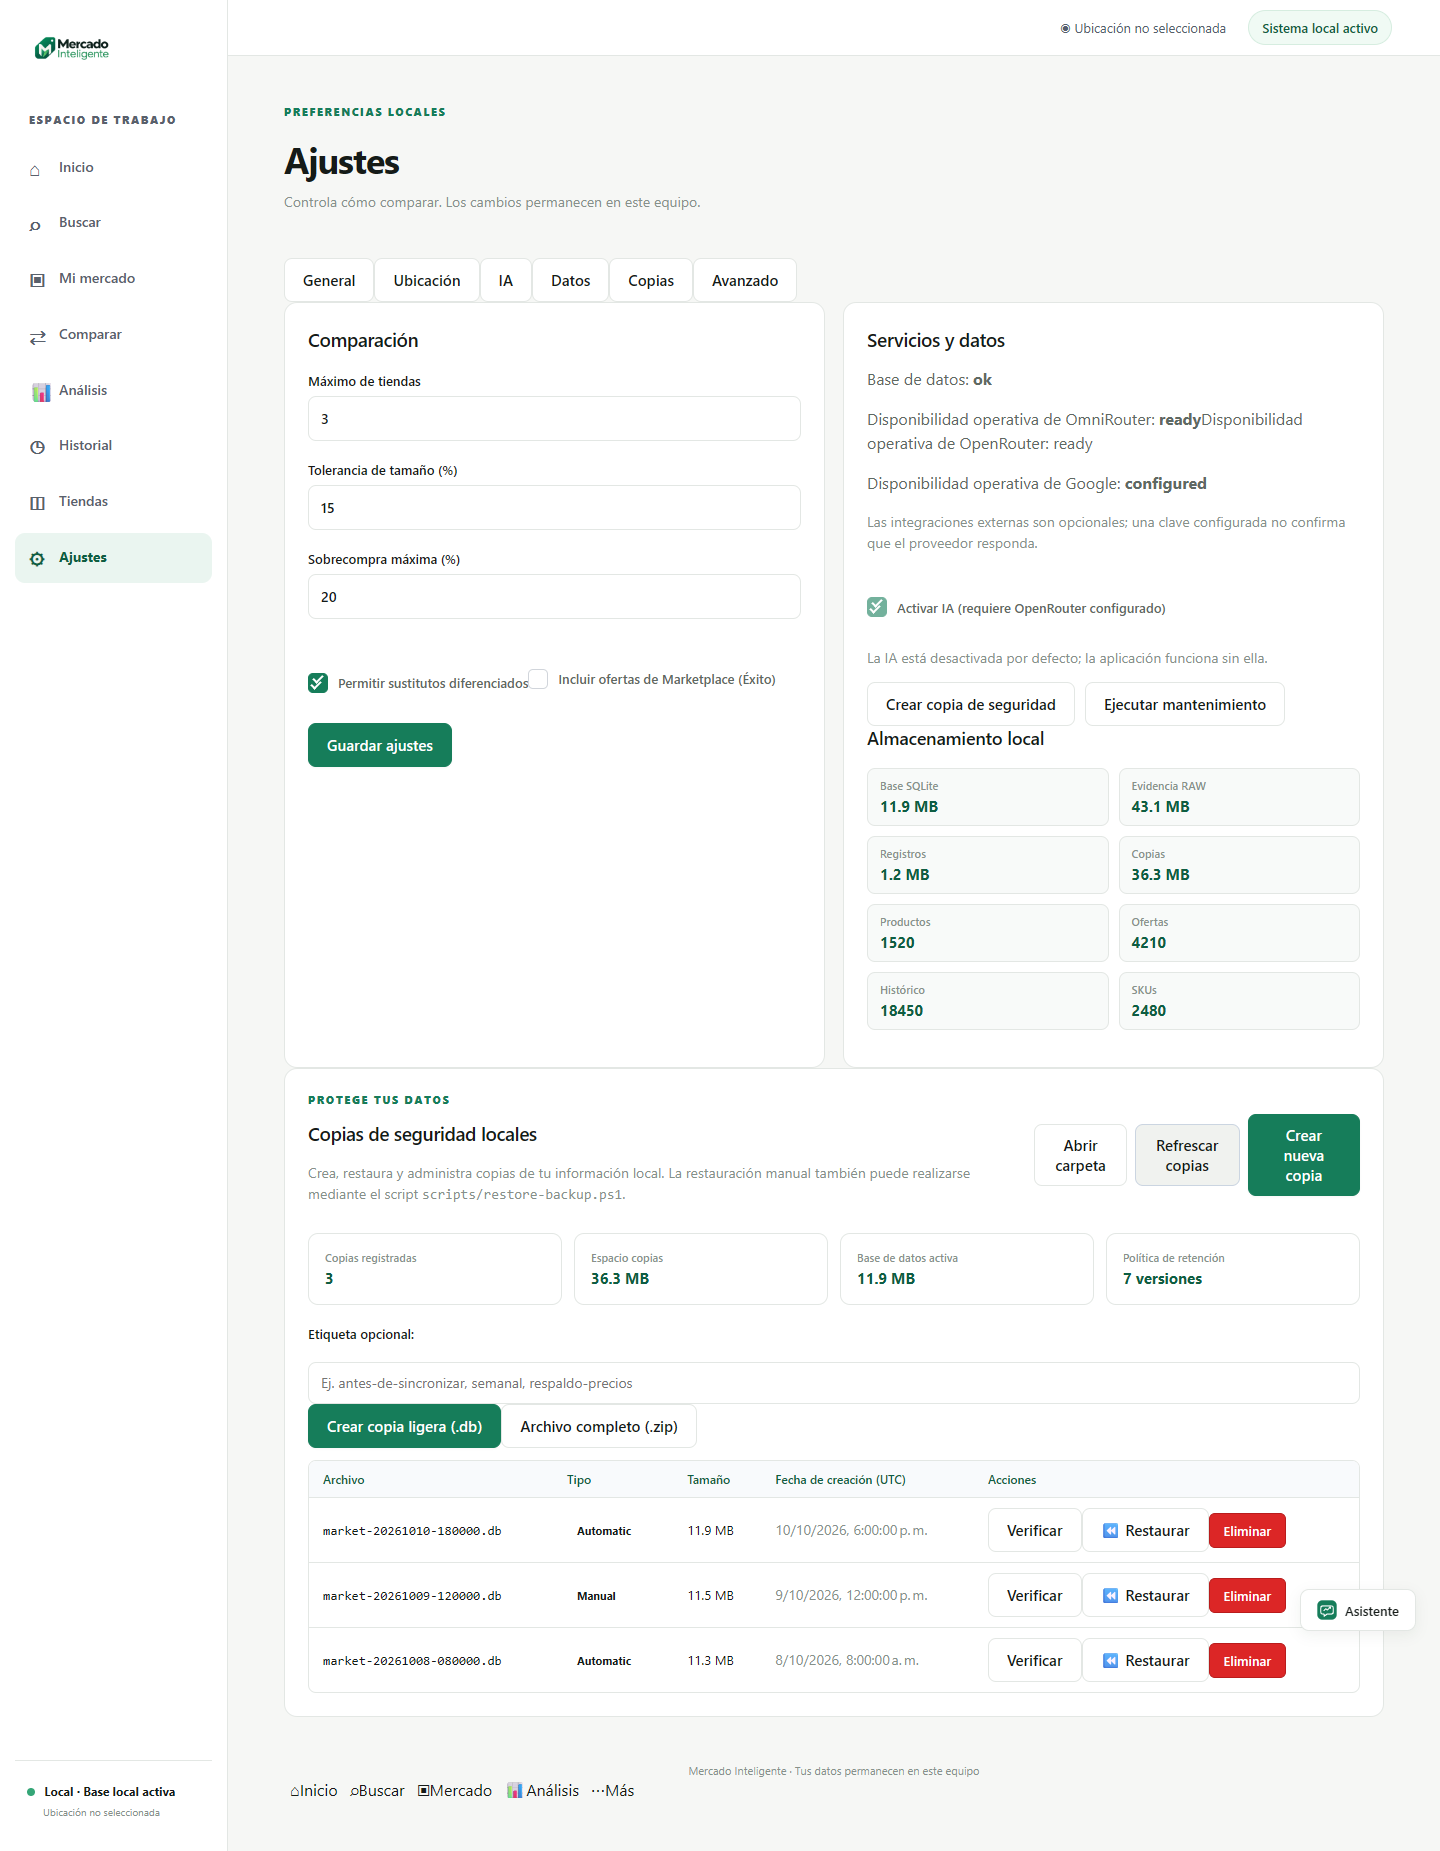 Mercado
Inteligente
ESPACIO DE TRABAJO
Inicio
Buscar
Mi mercado
Comparar
Análisis
Historial
Tiendas
Ajustes
Local · Base local activa
Ubicación no seleccionada
Ubicación no seleccionada
Sistema local activo
PREFERENCIAS LOCALES
Ajustes
Controla cómo comparar. Los cambios permanecen en este equipo.
General Ubicación IA Datos Copias Avanzado
Comparación
Máximo de tiendas
3
Tolerancia de tamaño (%)
15
Sobrecompra máxima (%)
20
Permitir sustitutos diferenciados
Incluir ofertas de Marketplace (Éxito)
Guardar ajustes
Servicios y datos
Base de datos: ok
Disponibilidad operativa de OmniRouter: readyDisponibilidad
operativa de OpenRouter: ready
Disponibilidad operativa de Google: configured
Las integraciones externas son opcionales; una clave configurada no confirma
que el proveedor responda.
Activar IA (requiere OpenRouter configurado)
La IA está desactivada por defecto; la aplicación funciona sin ella.
Crear copia de seguridad Ejecutar mantenimiento
Almacenamiento local
Base SQLite
11.9 MB
Evidencia RAW
43.1 MB
Registros
1.2 MB
Copias
36.3 MB
Productos
1520
Ofertas
4210
Histórico
18450
SKUs
2480
PROTEGE TUS DATOS
Copias de seguridad locales
Crea, restaura y administra copias de tu información local. La restauración manual también puede realizarse
mediante el script scripts/restore-backup.ps1.
Abrir
carpeta
Refrescar
copias
Crear
nueva
copia
Copias registradas
3
Espacio copias
36.3 MB
Base de datos activa
11.9 MB
Política de retención
7 versiones
Etiqueta opcional:
Ej. antes-de-sincronizar, semanal, respaldo-precios
Crear copia ligera (.db) Archivo completo (.zip)
Archivo Tipo Tamaño Fecha de creación (UTC) Acciones
market-20261010-180000.db Automatic 11.9 MB 10/10/2026, 6:00:00 p. m. Verificar Restaurar Eliminar
market-20261009-120000.db Manual 11.5 MB 9/10/2026, 12:00:00 p. m. Verificar Restaurar Eliminar
market-20261008-080000.db Automatic 11.3 MB 8/10/2026, 8:00:00 a. m. Verificar Restaurar Eliminar
Asistente
Mercado Inteligente · Tus datos permanecen en este equipo
Inicio Buscar Mercado Análisis ⋯Más